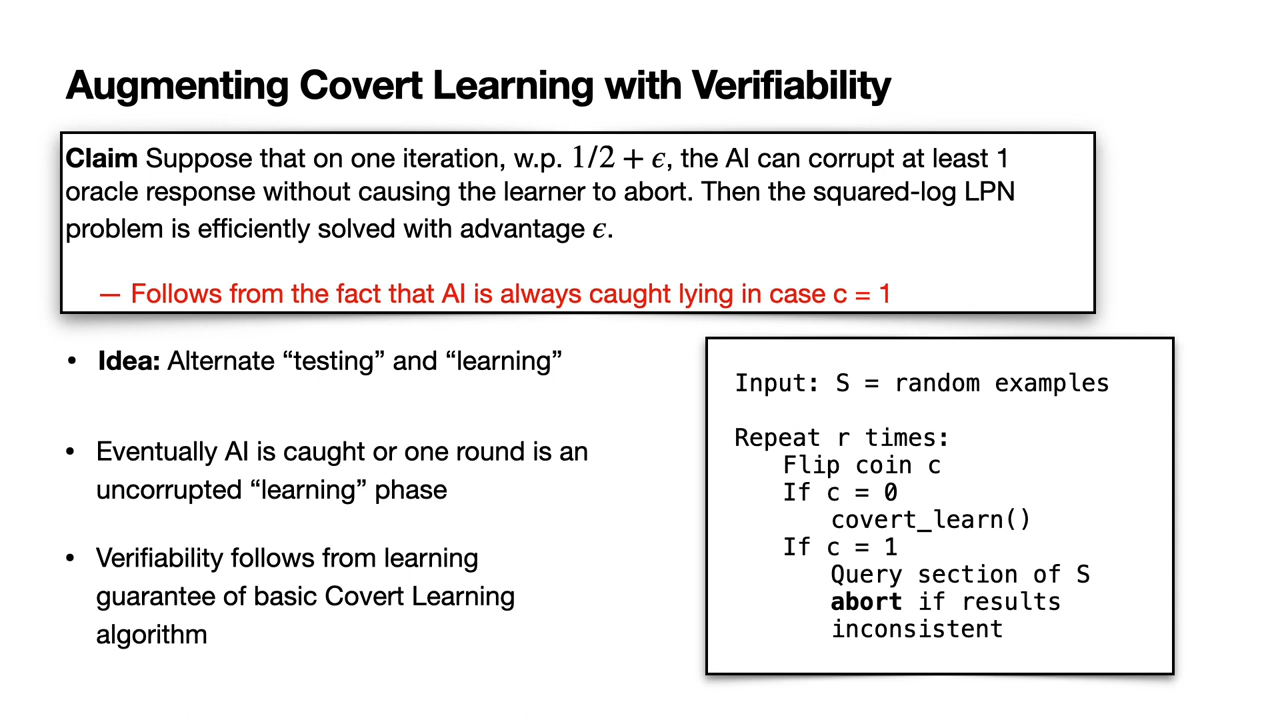 Augmenting Covert Learning with Verifiability
Claim Suppose that on one iteration, w.p. 1/2 + ϵ, the AI can corrupt at least 1
oracle response without causing the learner to abort. Then the squared-log LPN
problem is efficiently solved with advantage ϵ.
— Follows from the fact that AI is always caught lying in case c = 1
• Idea: Alternate “testing” and “learning”
• Eventually AI is caught or one round is an
uncorrupted “learning” phase
• Verifiability follows from learning
guarantee of basic Covert Learning
algorithm
Input: S = random examples
Repeat r times:
Flip coin c
If c = 0
covert_learn()
If c = 1
Query section of S
abort if results
inconsistent